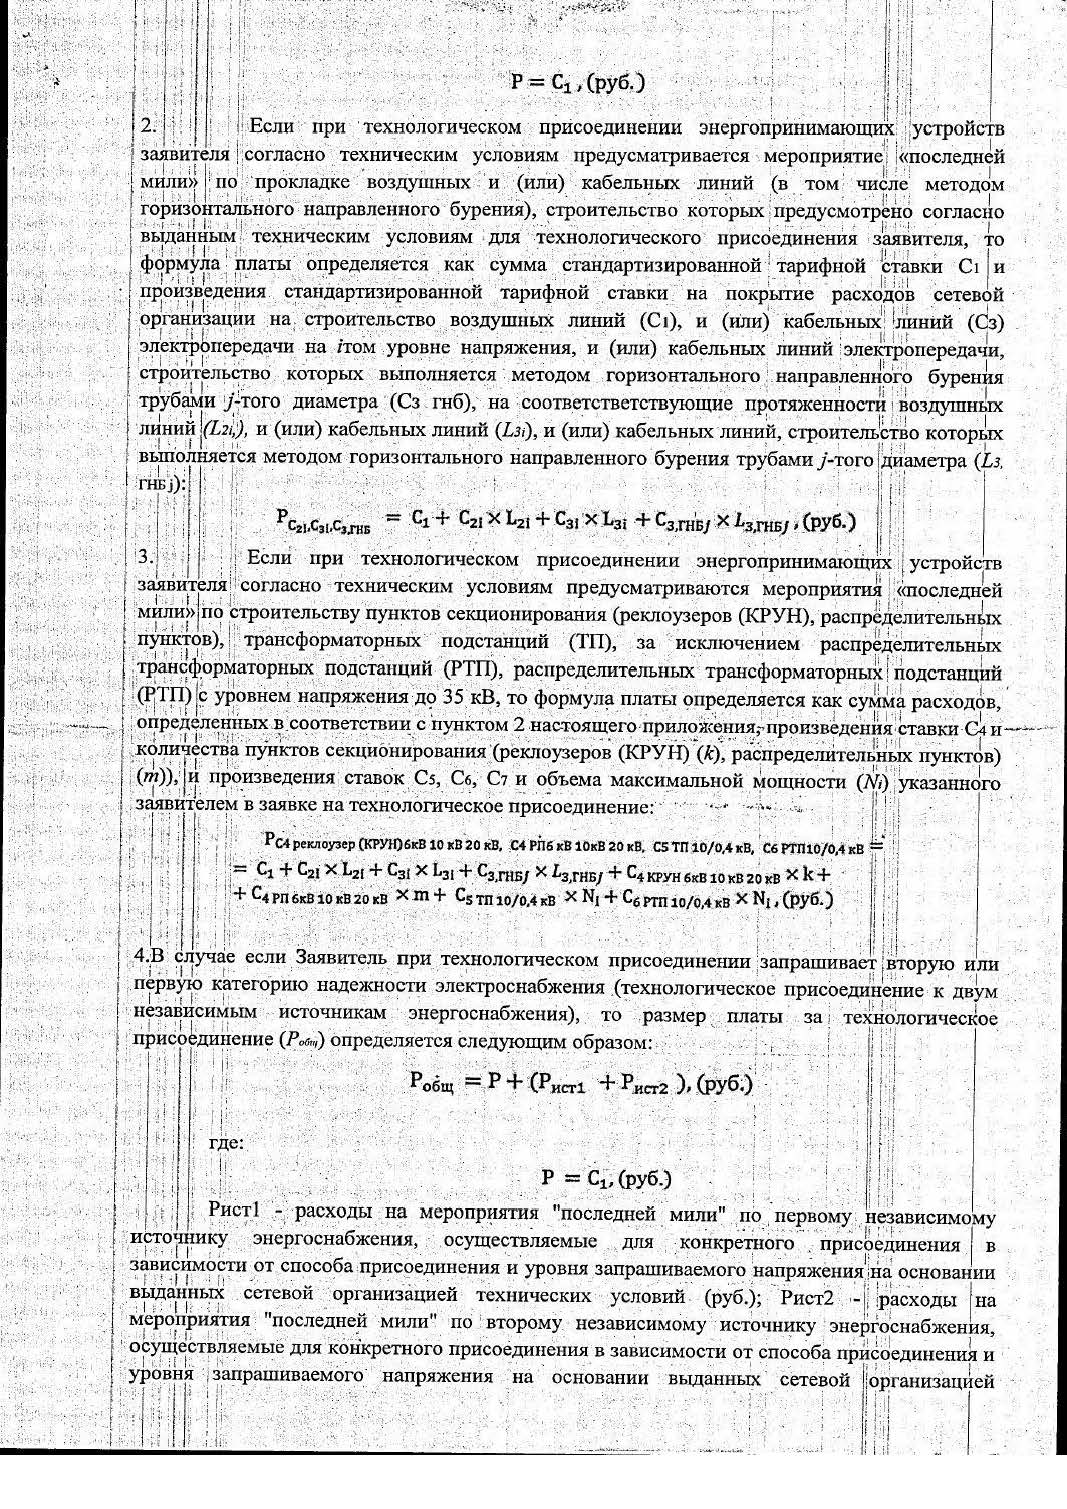 P = C₁, (руб.)
2. Если при технологическом присоединении энергопринимающих устройств
заявителя согласно техническим условиям предусматривается мероприятие «последней
мили» по прокладке воздушных и (или) кабельных линий (в том числе методом
горизонтального направленного бурения), строительство которых предусмотрено согласно
выданным техническим условиям для технологического присоединения заявителя, то
формула платы определяется как сумма стандартизированной тарифной ставки C1 и
произведения стандартизированной тарифной ставки на покрытие расходов сетевой
организации на строительство воздушных линий (Ci), и (или) кабельных линий (C3)
электропередачи на iтом уровне напряжения, и (или) кабельных линий электропередачи,
строительство которых выполняется методом горизонтального направленного бурения
трубами j-того диаметра (C3 гнб), на соответстветствующие протяженности воздушных
линий (L2i,), и (или) кабельных линий (L3i), и (или) кабельных линий, строительство которых
выполняется методом горизонтального направленного бурения трубами j-того диаметра (L3,
ГНБ j):
P C2i,C3i,C3,ГНБ = C₁ + C2i X L2i + C3i X L3i + C3,ГНБj X L3,ГНБj, (руб.)
3. Если при технологическом присоединении энергопринимающих устройств
заявителя согласно техническим условиям предусматриваются мероприятия «последней
мили» по строительству пунктов секционирования (реклоузеров (КРУН), распределительных
пунктов), трансформаторных подстанций (ТП), за исключением распределительных
трансформаторных подстанций (РТП), распределительных трансформаторных подстанций
(РТП) с уровнем напряжения до 35 кВ, то формула платы определяется как сумма расходов,
определенных в соответствии с пунктом 2 настоящего приложения, произведения ставки C4 и
количества пунктов секционирования (реклоузеров (КРУН) (k), распределительных пунктов)
(m)), и произведения ставок C5, C6, C7 и объема максимальной мощности (Ni) указанного
заявителем в заявке на технологическое присоединение:
P C4 реклоузер (КРУН) 6кВ 10 кВ 20 кВ, C4 РП6 кВ 10кВ 20 кВ, C5 ТП 10/0,4 кВ, C6 РТП10/0,4 кВ =
= C₁ + C2i X L2i + C3i X L3i + C3,ГНБj X L3,ГНБj + C4 КРУН 6кВ 10 кВ 20 кВ X k +
+ C4 РП 6кВ 10 кВ 20 кВ X m + C5 ТП 10/0,4 кВ X Ni + C6 РТП 10/0,4 кВ X Ni, (руб.)
4.В случае если Заявитель при технологическом присоединении запрашивает вторую или
первую категорию надежности электроснабжения (технологическое присоединение к двум
независимым источникам энергоснабжения), то размер платы за технологическое
присоединение (Pобщ) определяется следующим образом:
Pобщ = P + (Pист1 + Pист2 ), (руб.)
где:
P = C₁, (руб.)
Pист1 - расходы на мероприятия "последней мили" по первому независимому
источнику энергоснабжения, осуществляемые для конкретного присоединения в
зависимости от способа присоединения и уровня запрашиваемого напряжения на основании
выданных сетевой организацией технических условий (руб.); Pист2 - расходы на
мероприятия "последней мили" по второму независимому источнику энергоснабжения,
осуществляемые для конкретного присоединения в зависимости от способа присоединения и
уровня запрашиваемого напряжения на основании выданных сетевой организацией